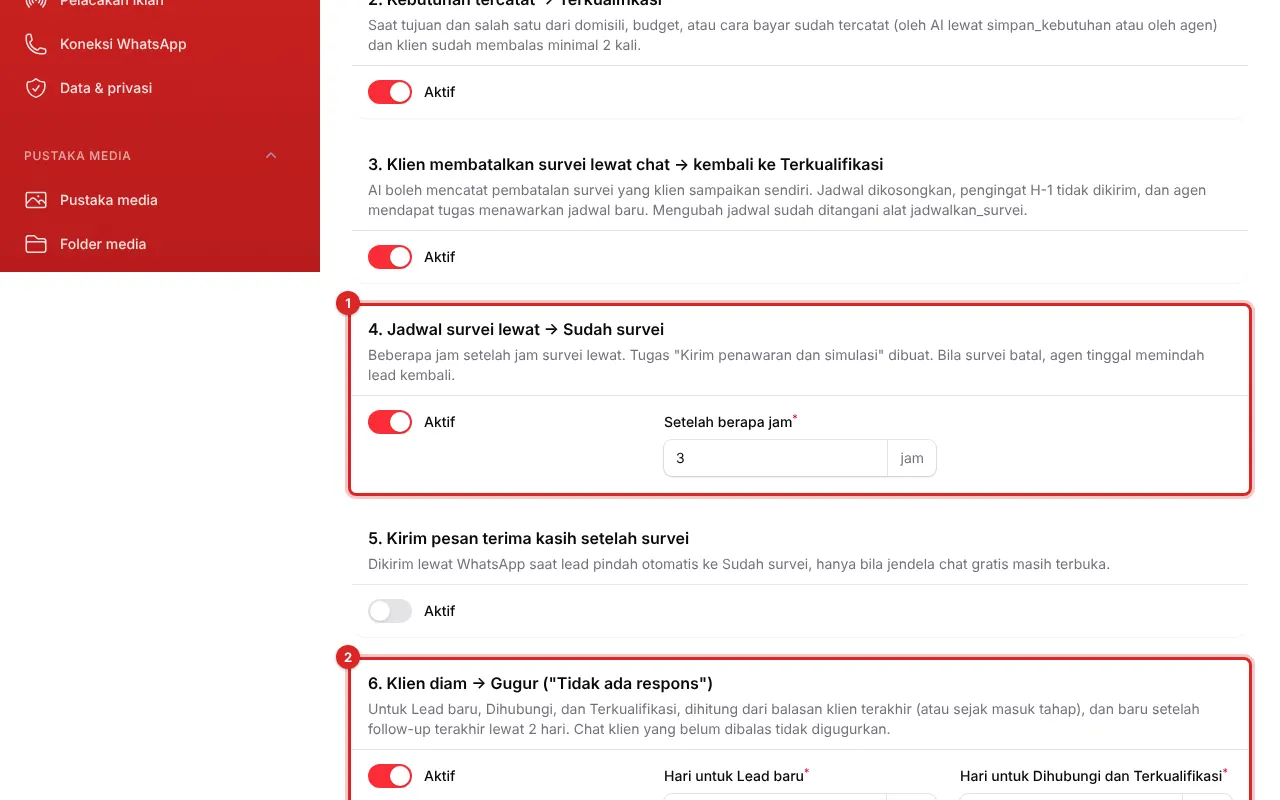 Pelacakan iklan
Koneksi WhatsApp
Data & privasi
PUSTAKA MEDIA
Pustaka media
Folder media
2. Kebutuhan tercatat → Terkualifikasi
Saat tujuan dan salah satu dari domisili, budget, atau cara bayar sudah tercatat (oleh AI lewat simpan_kebutuhan atau oleh agen)
dan klien sudah membalas minimal 2 kali.
Aktif
3. Klien membatalkan survei lewat chat → kembali ke Terkualifikasi
AI boleh mencatat pembatalan survei yang klien sampaikan sendiri. Jadwal dikosongkan, pengingat H-1 tidak dikirim, dan agen
mendapat tugas menawarkan jadwal baru. Mengubah jadwal sudah ditangani alat jadwalkan_survei.
Aktif
1
4. Jadwal survei lewat → Sudah survei
Beberapa jam setelah jam survei lewat. Tugas "Kirim penawaran dan simulasi" dibuat. Bila survei batal, agen tinggal memindah
lead kembali.
Aktif
Setelah berapa jam*
3
jam
5. Kirim pesan terima kasih setelah survei
Dikirim lewat WhatsApp saat lead pindah otomatis ke Sudah survei, hanya bila jendela chat gratis masih terbuka.
Aktif
2
6. Klien diam → Gugur ("Tidak ada respons")
Untuk Lead baru, Dihubungi, dan Terkualifikasi, dihitung dari balasan klien terakhir (atau sejak masuk tahap), dan baru setelah
follow-up terakhir lewat 2 hari. Chat klien yang belum dibalas tidak digugurkan.
Aktif
Hari untuk Lead baru*
Hari untuk Dihubungi dan Terkualifikasi*